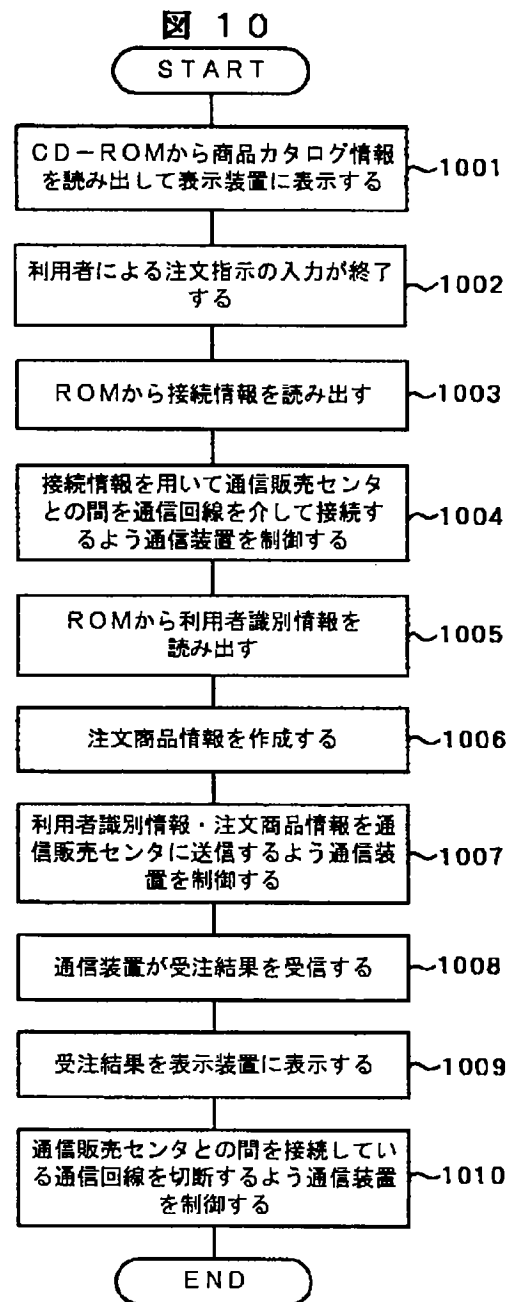 図 10
START
CD-ROMから商品カタログ情報
を読み出して表示装置に表示する
~1001
利用者による注文指示の入力が終了
する
~1002
ROMから接続情報を読み出す
~1003
接続情報を用いて通信販売センタ
との間を通信回線を介して接続す
るよう通信装置を制御する
~1004
ROMから利用者識別情報を
読み出す
~1005
注文商品情報を作成する
~1006
利用者識別情報・注文商品情報を通
信販売センタに送信するよう通信装
置を制御する
~1007
通信装置が受注結果を受信する
~1008
受注結果を表示装置に表示する
~1009
通信販売センタとの間を接続してい
る通信回線を切断するよう通信装置
を制御する
~1010
END